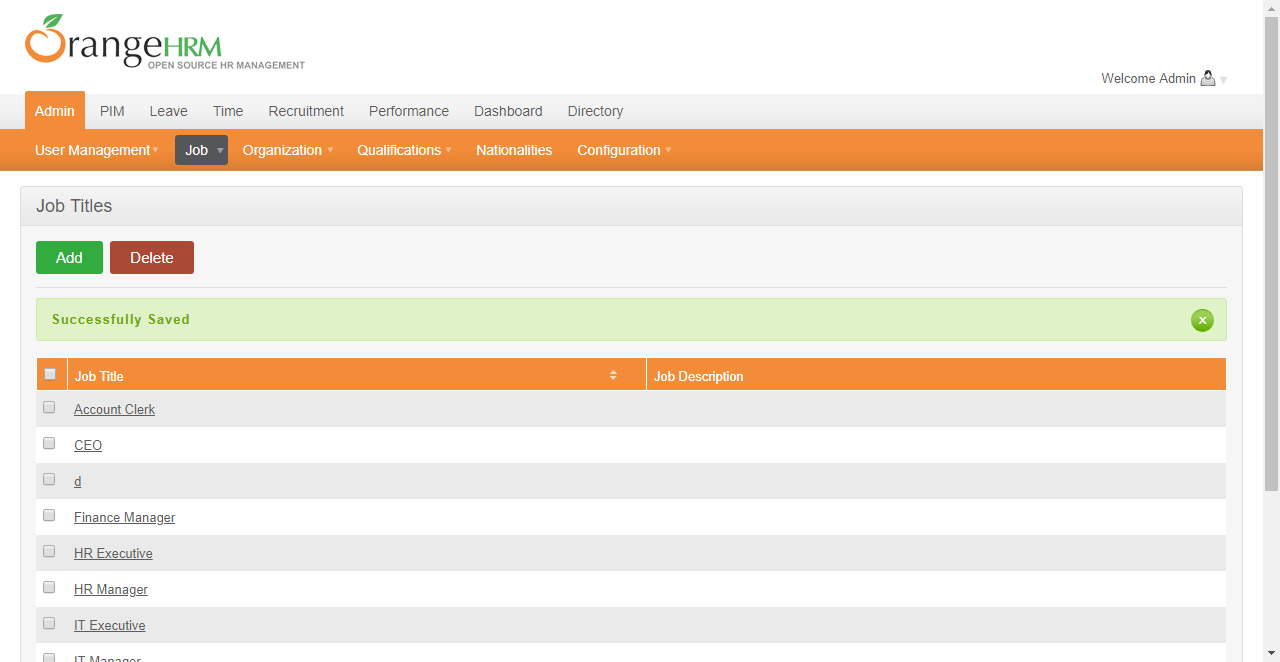 OrangeHRM
OPEN SOURCE HR MANAGEMENT
Welcome Admin
Admin PIM Leave Time Recruitment Performance Dashboard Directory
User Management Job Organization Qualifications Nationalities Configuration
Job Titles
Add Delete
Successfully Saved
x
Job Title Job Description
Account Clerk
CEO
d
Finance Manager
HR Executive
HR Manager
IT Executive
IT Manager